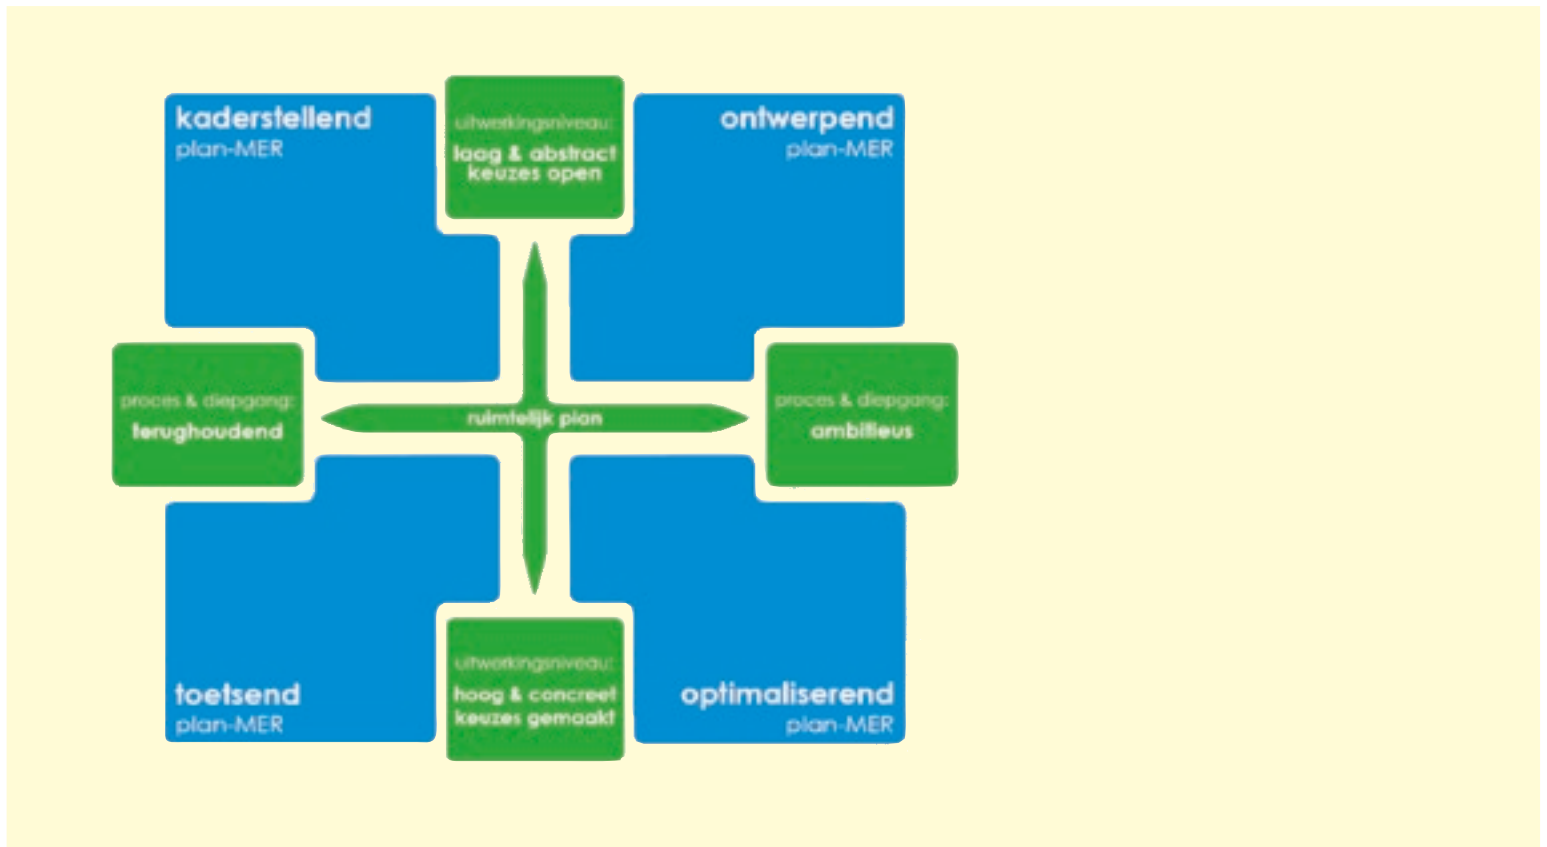 kaderstellend
plan-MER
uitwerkingsniveau:
laag & abstract
keuzes open
ontwerpend
plan-MER
proces & diepgang:
terughoudend
ruimtelijk plan
proces & diepgang:
ambitieus
toetsend
plan-MER
uitwerkingsniveau:
hoog & concreet
keuzes gemaakt
optimaliserend
plan-MER